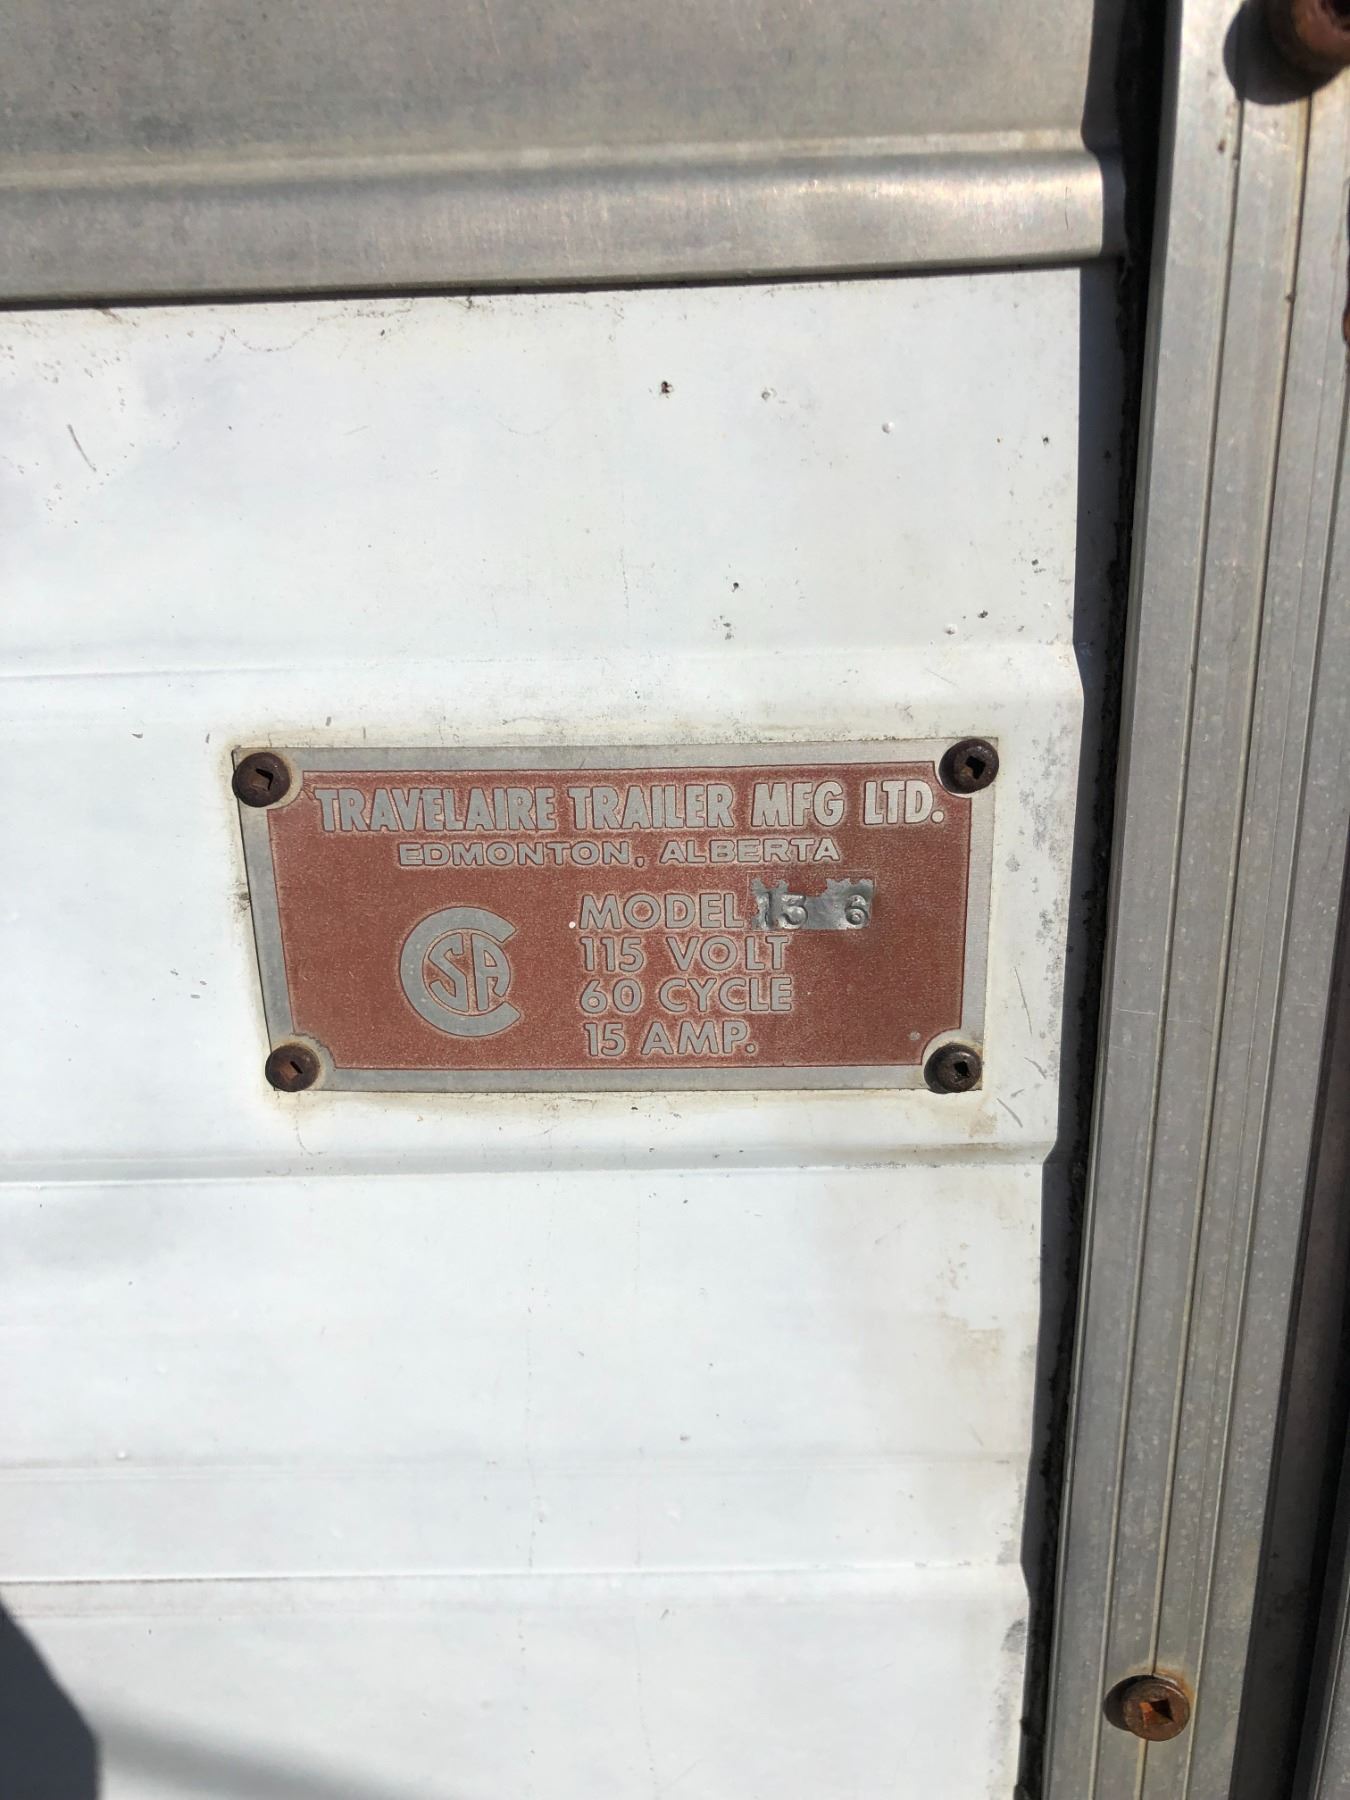 TRAVELAIRE TRAILER MFG LTD.
EDMONTON, ALBERTA
CSA
MODEL 13 6
115 VOLT
60 CYCLE
15 AMP.